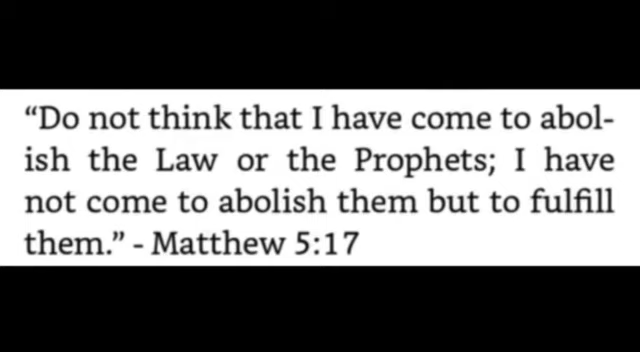 “Do not think that I have come to abol-
ish the Law or the Prophets; I have
not come to abolish them but to fulfill
them.” - Matthew 5:17